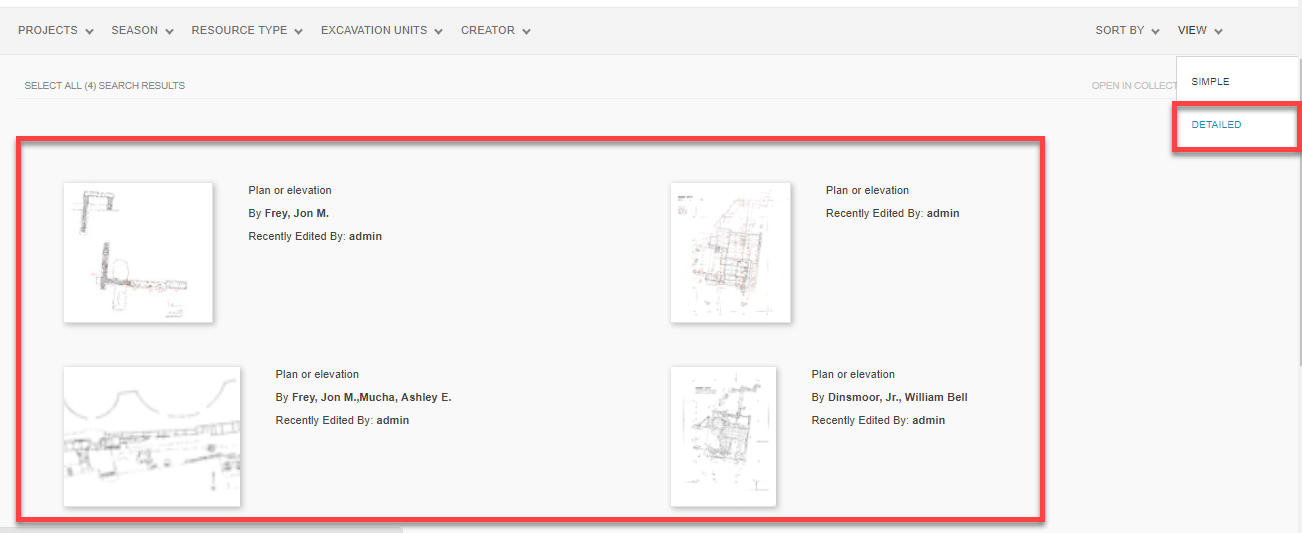 PROJECTS SEASON RESOURCE TYPE EXCAVATION UNITS CREATOR SORT BY VIEW
SELECT ALL (4) SEARCH RESULTS OPEN IN COLLECT
SIMPLE
DETAILED
Plan or elevation
By Frey, Jon M.
Recently Edited By: admin
Plan or elevation
Recently Edited By: admin
Plan or elevation
By Frey, Jon M.,Mucha, Ashley E.
Recently Edited By: admin
Plan or elevation
By Dinsmoor, Jr., William Bell
Recently Edited By: admin